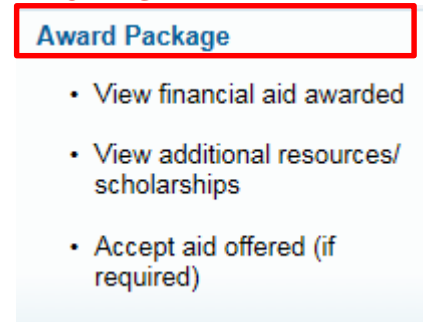 Award Package
• View financial aid awarded
• View additional resources/
scholarships
• Accept aid offered (if
required)